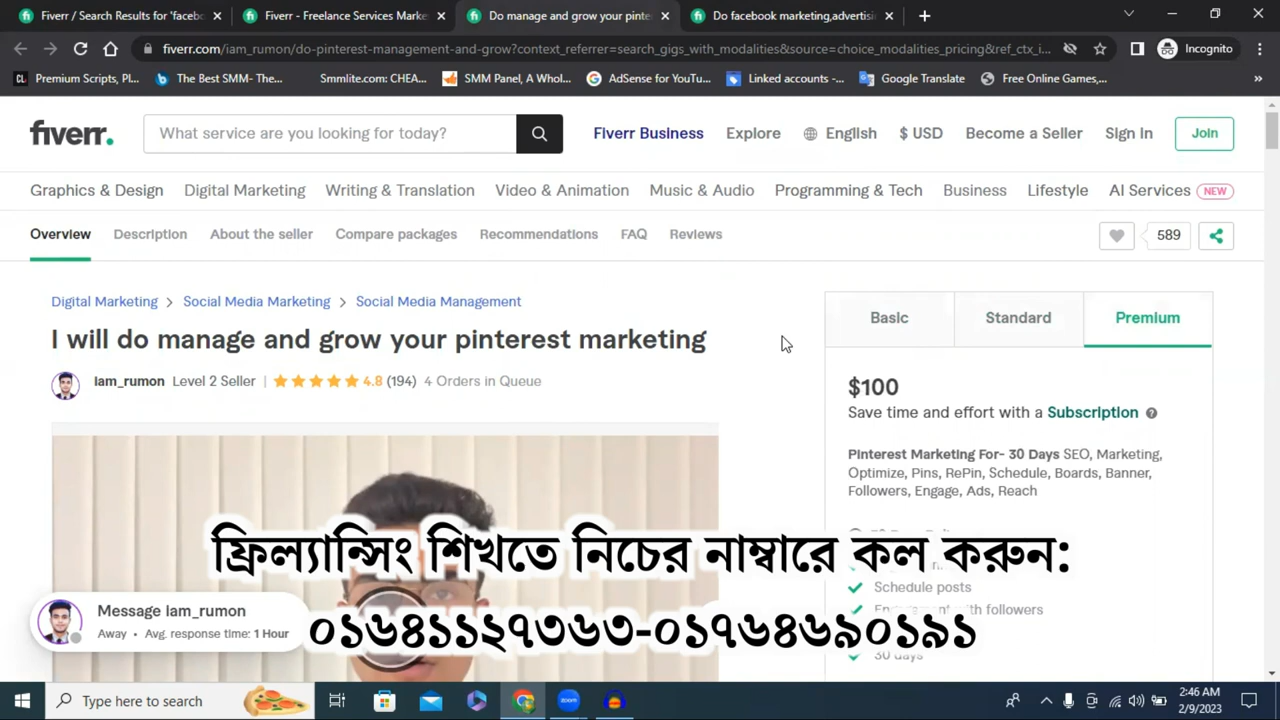 Fiverr / Search Results for 'facebo
Fiverr - Freelance Services Marke
Do manage and grow your pinte
Do facebook marketing,advertisi
fiverr.com/iam_rumon/do-pinterest-management-and-grow?context_referrer=search_gigs_with_modalities&source=choice_modalities_pricing&ref_ctx_i...
Incognito
Premium Scripts, Pl...
The Best SMM- The...
Smmlite.com: CHEA...
SMM Panel, A Whol...
AdSense for YouTu...
Linked accounts -...
Google Translate
Free Online Games,...
fiverr.
What service are you looking for today?
Fiverr Business
Explore
English
$ USD
Become a Seller
Sign In
Join
Graphics & Design
Digital Marketing
Writing & Translation
Video & Animation
Music & Audio
Programming & Tech
Business
Lifestyle
AI Services NEW
Overview
Description
About the seller
Compare packages
Recommendations
FAQ
Reviews
589
Digital Marketing > Social Media Marketing > Social Media Management
I will do manage and grow your pinterest marketing
Iam_rumon Level 2 Seller | 4.8 (194) 4 Orders in Queue
Basic
Standard
Premium
$100
Save time and effort with a Subscription
Pinterest Marketing For- 30 Days SEO, Marketing,
Optimize, Pins, RePin, Schedule, Boards, Banner,
Followers, Engage, Ads, Reach
ফ্রিল্যান্সিং শিখতে নিচের নাম্বারে কল করুন:
Schedule posts
Engagement with followers
Message Iam_rumon
Away • Avg. response time: 1 Hour
০১৬৪১১২৭৩৬৩-০১৭৬৪৬৯০১৯১
30 days
Type here to search
2:46 AM
2/9/2023